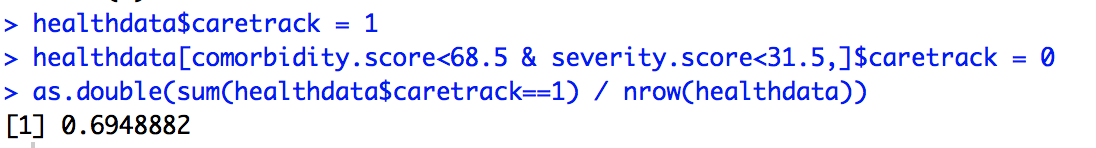 > healthdata$caretrack = 1
> healthdata[comorbidity.score<68.5 & severity.score<31.5,]$caretrack = 0
> as.double(sum(healthdata$caretrack==1) / nrow(healthdata))
[1] 0.6948882